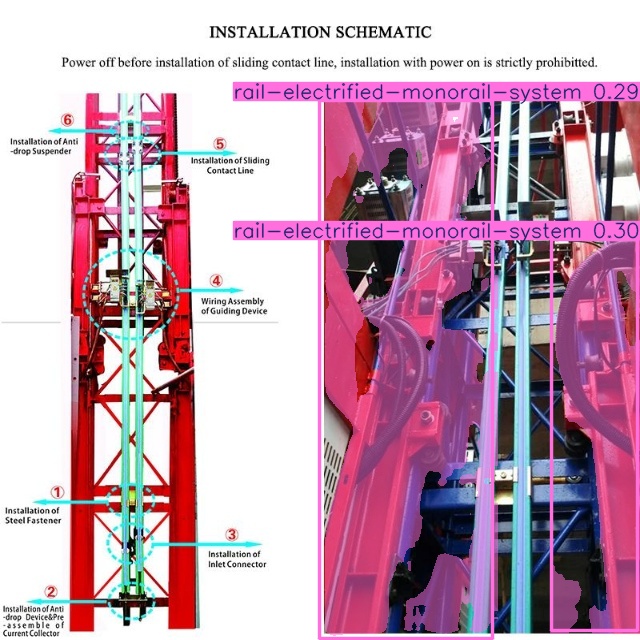 INSTALLATION SCHEMATIC
Power off before installation of sliding contact line, installation with power on is strictly prohibitted.
rail-electrified-monorail-system 0.29
6
Installation of Anti
-drop Suspender
5
Installation of Sliding
Contact Line
rail-electrified-monorail-system 0.30
4
Wiring Assembly
of Guiding Device
1
Installation of
Steel Fastener
3
Installation of
Inlet Connector
2
Installation of Anti
-drop Device&Pre
-assemble of
Current Collector